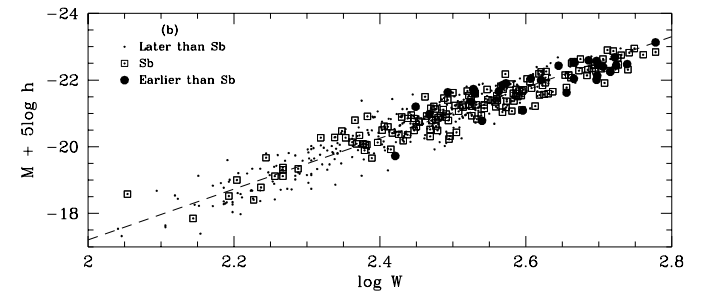 (b)
Later than Sb
Sb
Earlier than Sb
M + 5log h
−24
−22
−20
−18
2
2.2
2.4
2.6
2.8
log W